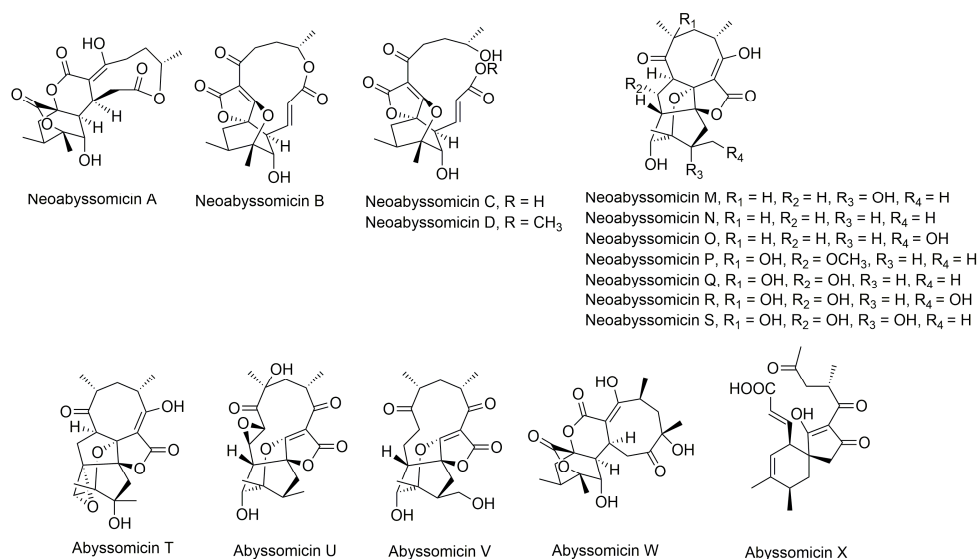 HO
O
O
O
O
O
O
H
H
OH
Neoabyssomicin A
O
O
O
O
O
O
H
OH
Neoabyssomicin B
O
OH
OR
O
O
O
O
H
OH
Neoabyssomicin C, R = H
Neoabyssomicin D, R = CH₃
R₁
O
OH
H
R₂
O
H
O
O
OH
R₃
R₄
Neoabyssomicin M, R₁ = H, R₂ = H, R₃ = OH, R₄ = H
Neoabyssomicin N, R₁ = H, R₂ = H, R₃ = H, R₄ = H
Neoabyssomicin O, R₁ = H, R₂ = H, R₃ = H, R₄ = OH
Neoabyssomicin P, R₁ = OH, R₂ = OCH₃, R₃ = H, R₄ = H
Neoabyssomicin Q, R₁ = OH, R₂ = OH, R₃ = H, R₄ = H
Neoabyssomicin R, R₁ = OH, R₂ = OH, R₃ = H, R₄ = OH
Neoabyssomicin S, R₁ = OH, R₂ = OH, R₃ = OH, R₄ = H
O
OH
H
O
O
O
O
OH
Abyssomicin T
OH
O
O
O
O
O
O
H
OH
Abyssomicin U
O
O
O
O
O
H
OH
OH
Abyssomicin V
HO
O
O
O
O
H
H
O
OH
OH
Abyssomicin W
O
HOOC
OH
O
O
Abyssomicin X